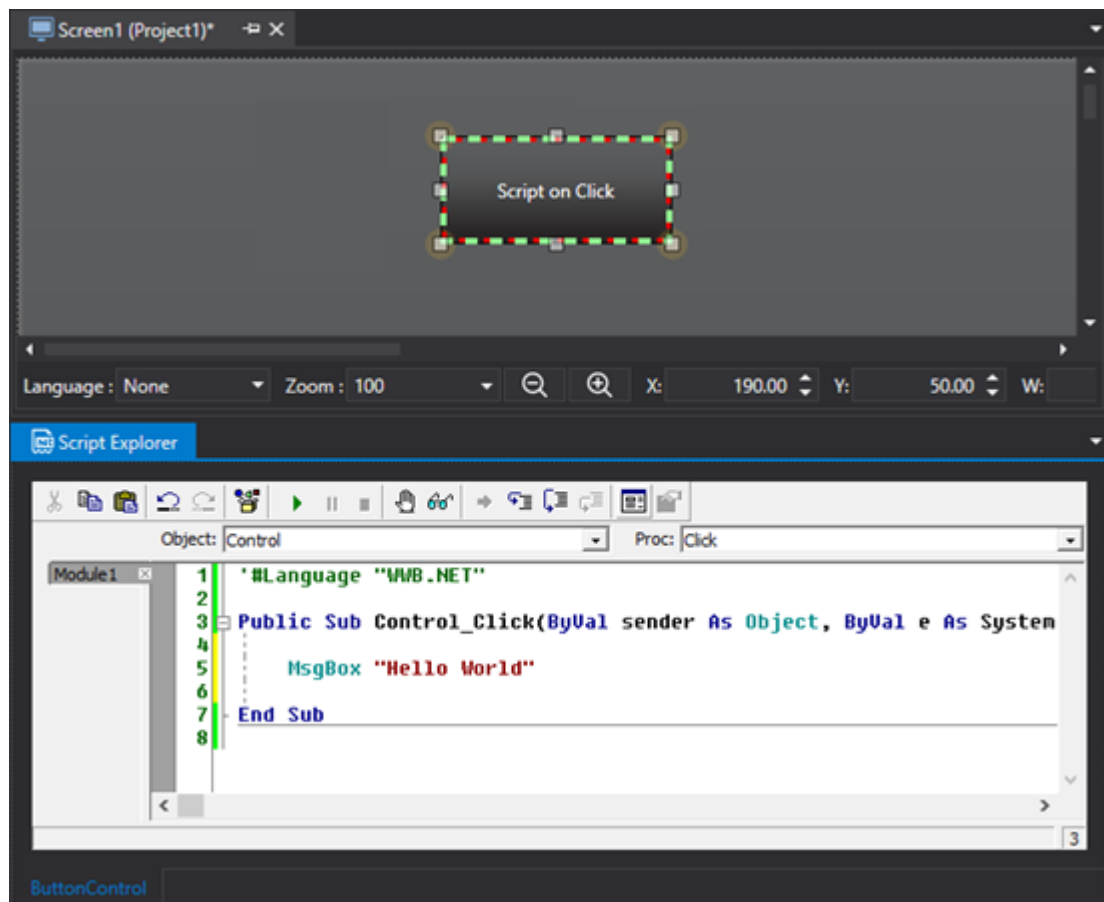 Screen1 (Project1)*
Script on Click
Language : None Zoom : 100 X: 190.00 Y: 50.00 W:
Script Explorer
Object: Control Proc: Click
Module1
1 '#Language "WWB.NET"
2
3 Public Sub Control_Click(ByVal sender As Object, ByVal e As System
4
5 MsgBox "Hello World"
6
7 End Sub
8
3
ButtonControl